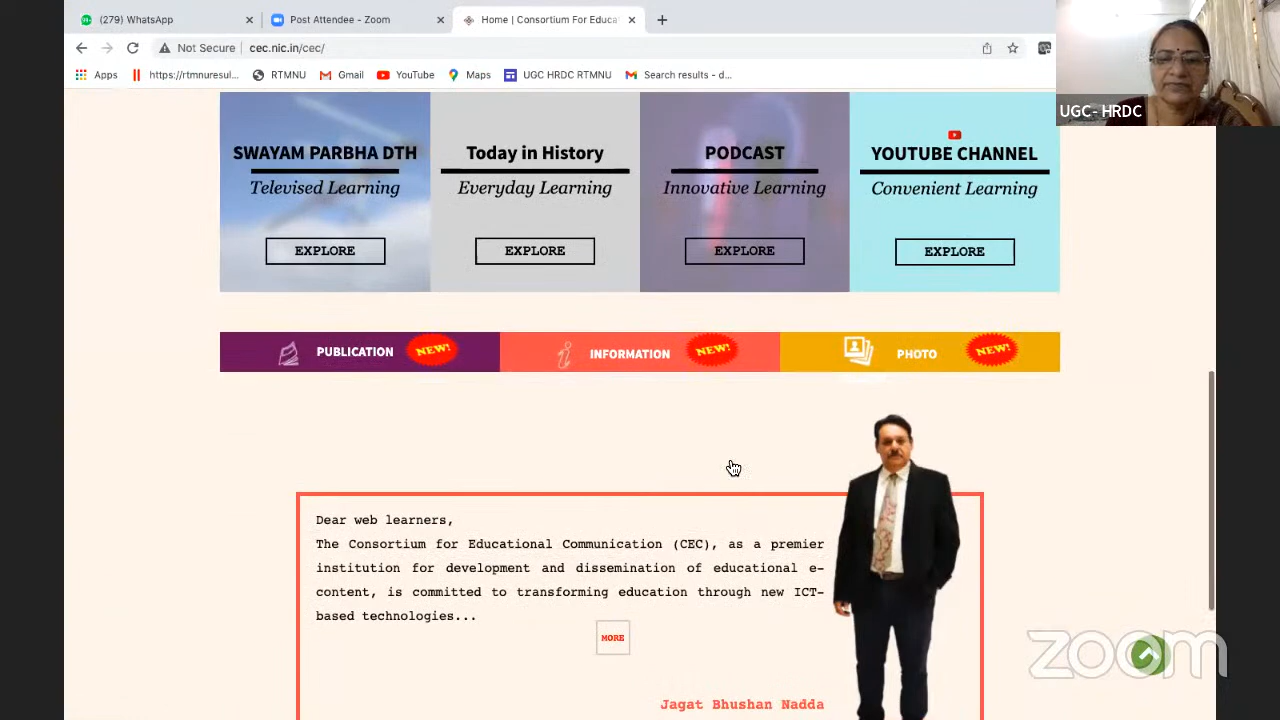 (279) WhatsApp
Post Attendee - Zoom
Home | Consortium For Educa
Not Secure
cec.nic.in/cec/
Apps
https://rtmnuresul...
RTMNU
Gmail
YouTube
Maps
UGC HRDC RTMNU
Search results - d...
UGC- HRDC
SWAYAM PARBHA DTH
Televised Learning
EXPLORE
Today in History
Everyday Learning
EXPLORE
PODCAST
Innovative Learning
EXPLORE
YOUTUBE CHANNEL
Convenient Learning
EXPLORE
PUBLICATION
NEW!
INFORMATION
NEW!
PHOTO
NEW!
Dear web learners,
The Consortium for Educational Communication (CEC), as a premier
institution for development and dissemination of educational e-
content, is committed to transforming education through new ICT-
based technologies...
MORE
Jagat Bhushan Nadda
zoom